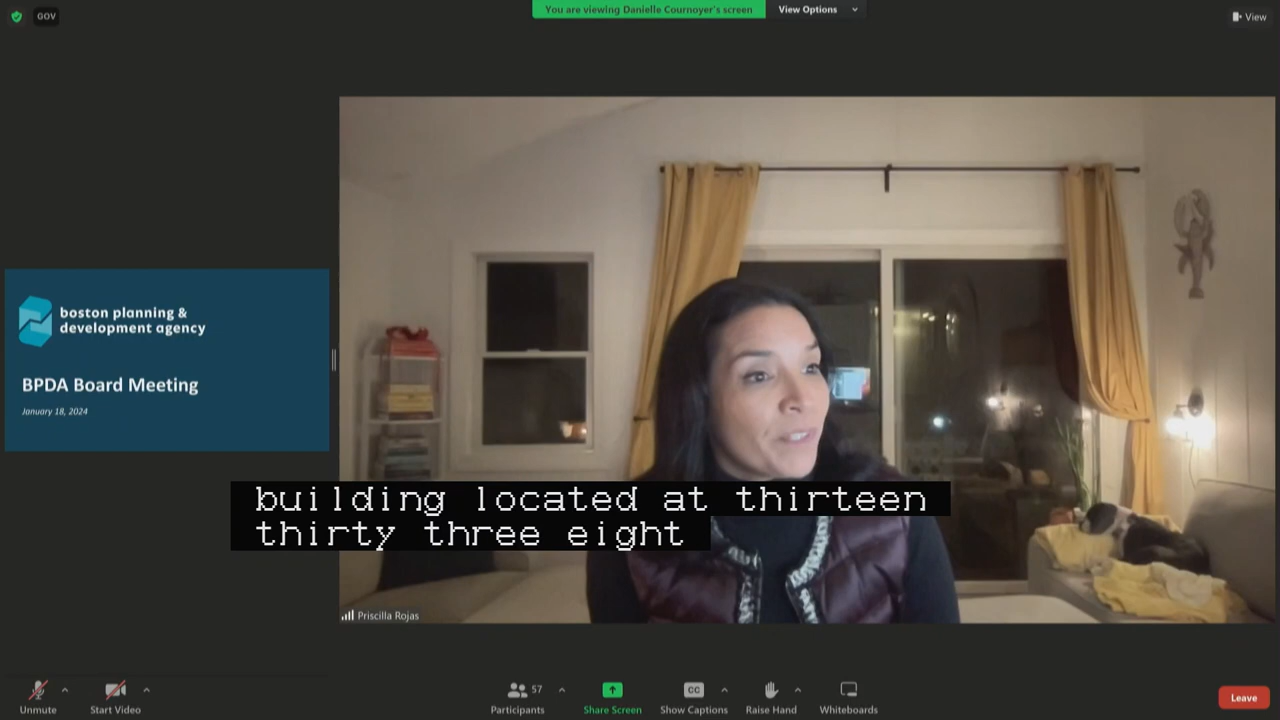 GOV
You are viewing Danielle Cournoyer's screen
View Options
View
boston planning &
development agency
BPDA Board Meeting
January 18, 2024
building located at thirteen
thirty three eight
Priscilla Rojas
Unmute
Start Video
57
Participants
Share Screen
CC
Show Captions
Raise Hand
Whiteboards
Leave